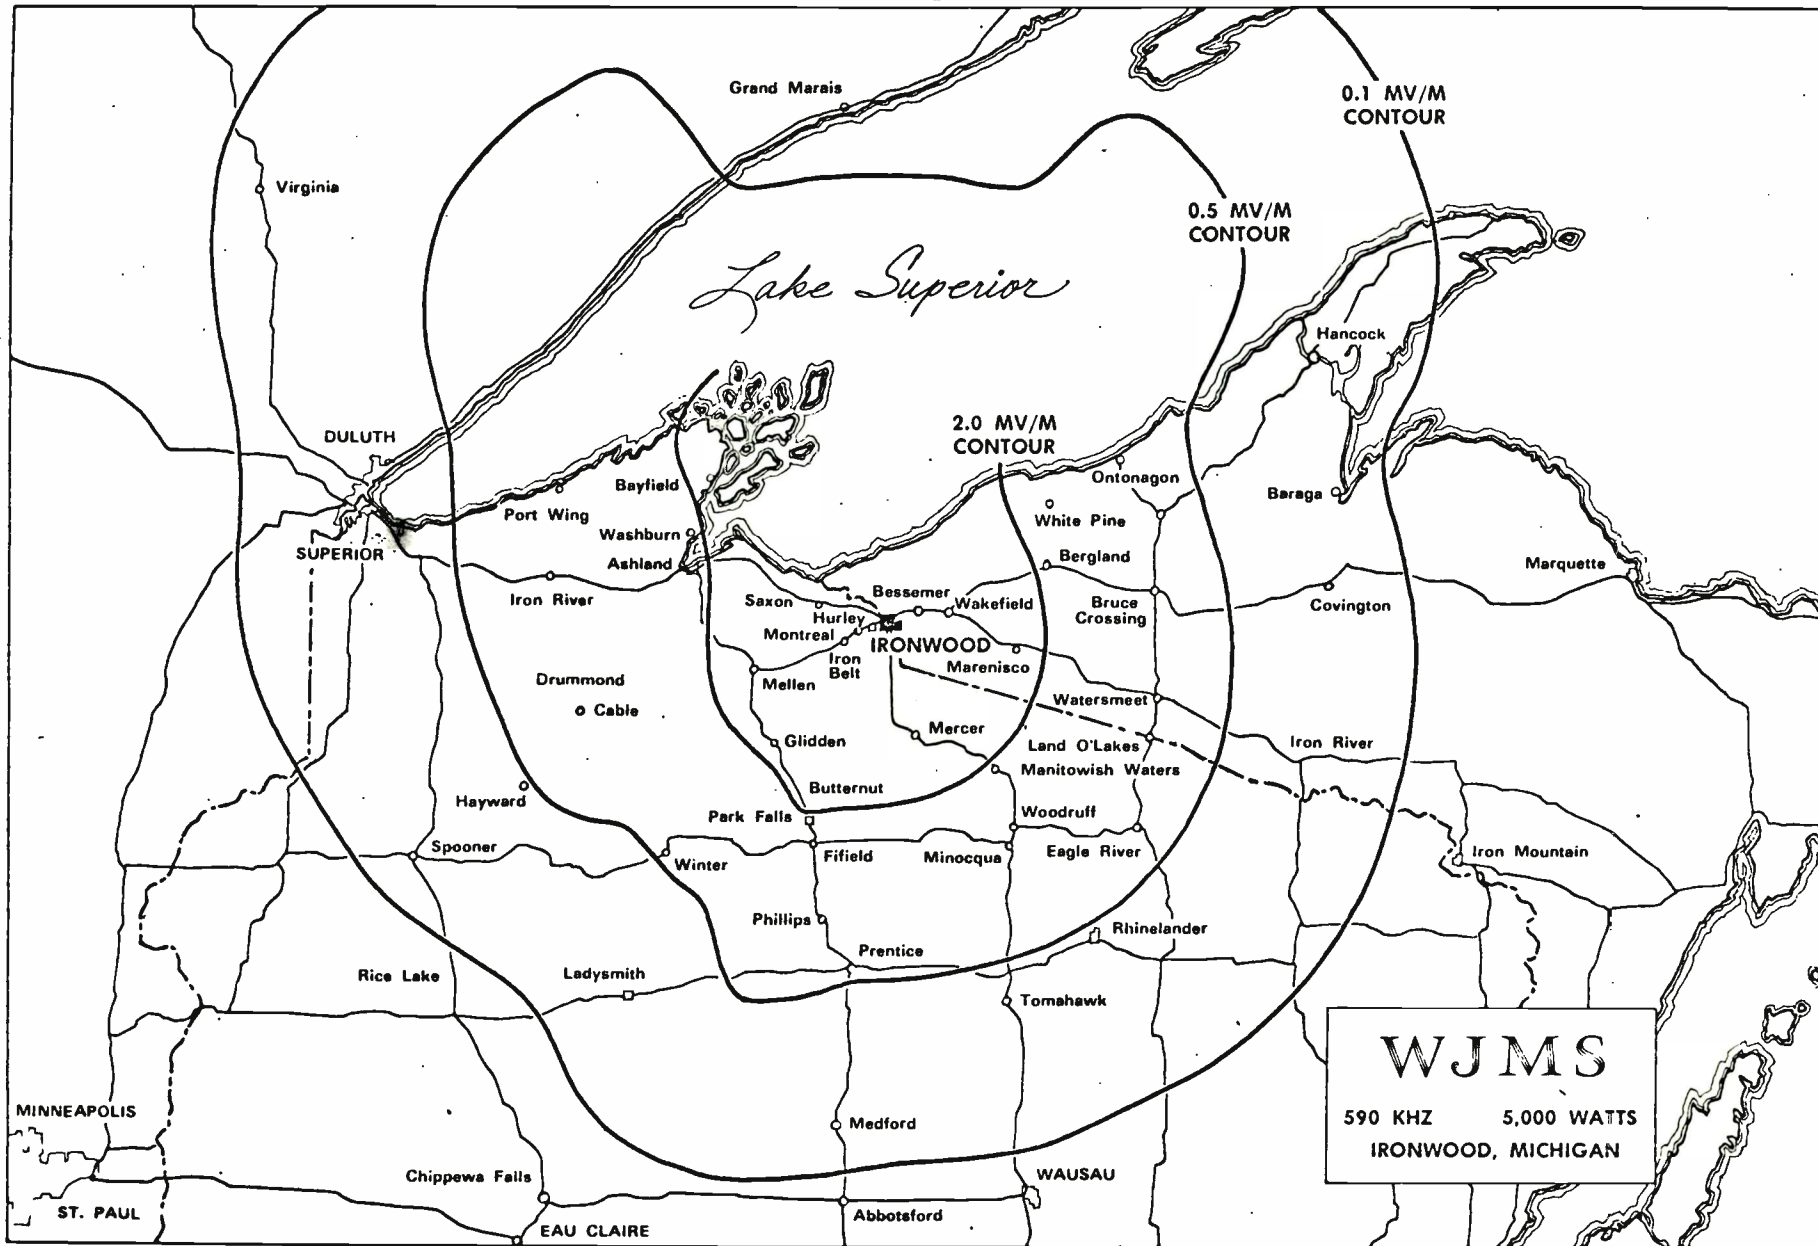 Grand Marais
0.1 MV/M
CONTOUR
Virginia
0.5 MV/M
CONTOUR
Lake Superior
Hancock
DULUTH
2.0 MV/M
CONTOUR
Ontonagon
Bayfield
Baraga
Port Wing
White Pine
Washburn
SUPERIOR
Bergland
Ashland
Marquette
Iron River
Saxon
Bessemer
Wakefield
Bruce
Crossing
Covington
Hurley
Montreal
IRONWOOD
Iron
Belt
Marenisco
Drummond
Mellen
Cable
Watersmeet
Mercer
Glidden
Land O'Lakes
Iron River
Manitowish Waters
Butternut
Hayward
Park Falls
Woodruff
Spooner
Winter
Fifield
Minocqua
Eagle River
Iron Mountain
Phillips
Rhinelander
Prentice
Rice Lake
Ladysmith
Tomahawk
WJMS
590 KHZ 5,000 WATTS
IRONWOOD, MICHIGAN
MINNEAPOLIS
Medford
Chippewa Falls
WAUSAU
ST. PAUL
Abbotsford
EAU CLAIRE